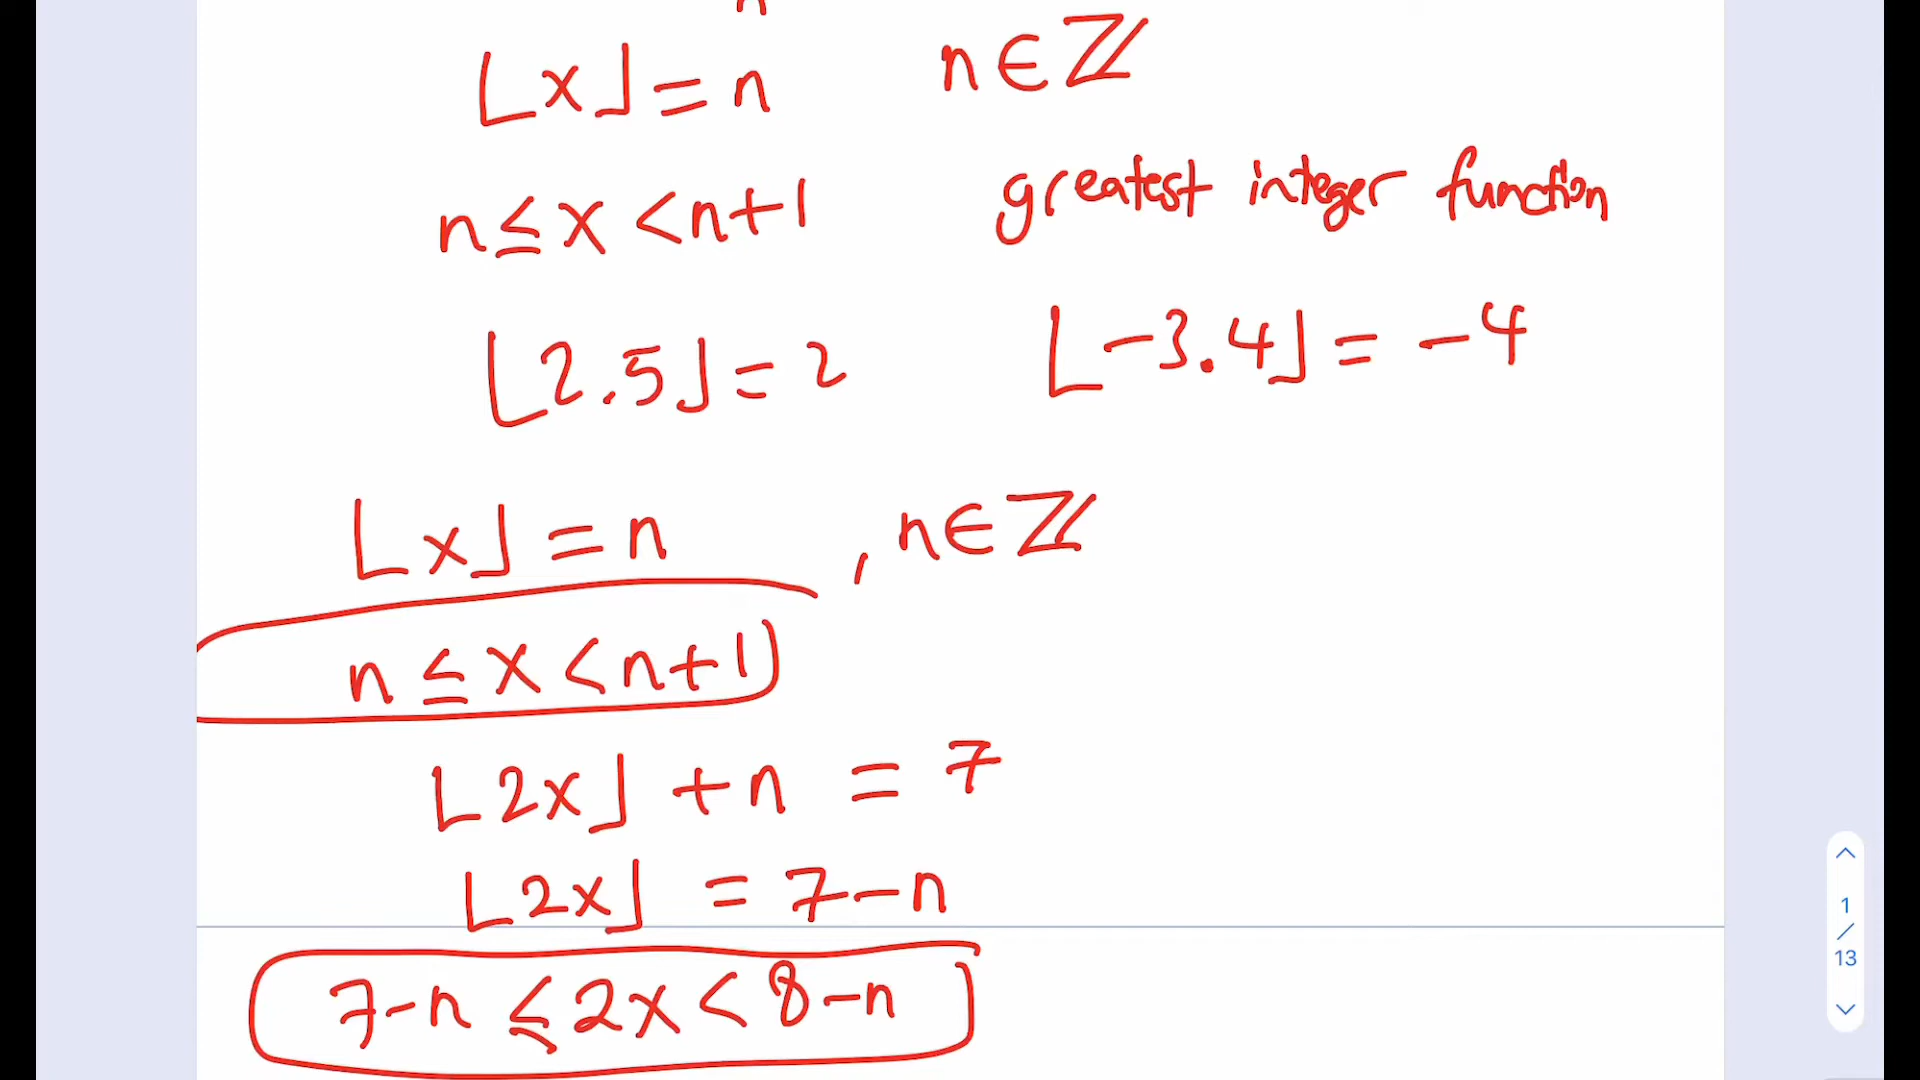 n
⌊x⌋ = n n ∈ ℤ
n ≤ x < n+1 greatest integer function
⌊2.5⌋ = 2 ⌊-3.4⌋ = -4
⌊x⌋ = n , n ∈ ℤ
n ≤ x < n+1
⌊2x⌋ + n = 7
⌊2x⌋ = 7-n
7-n ≤ 2x < 8-n
1
/
13